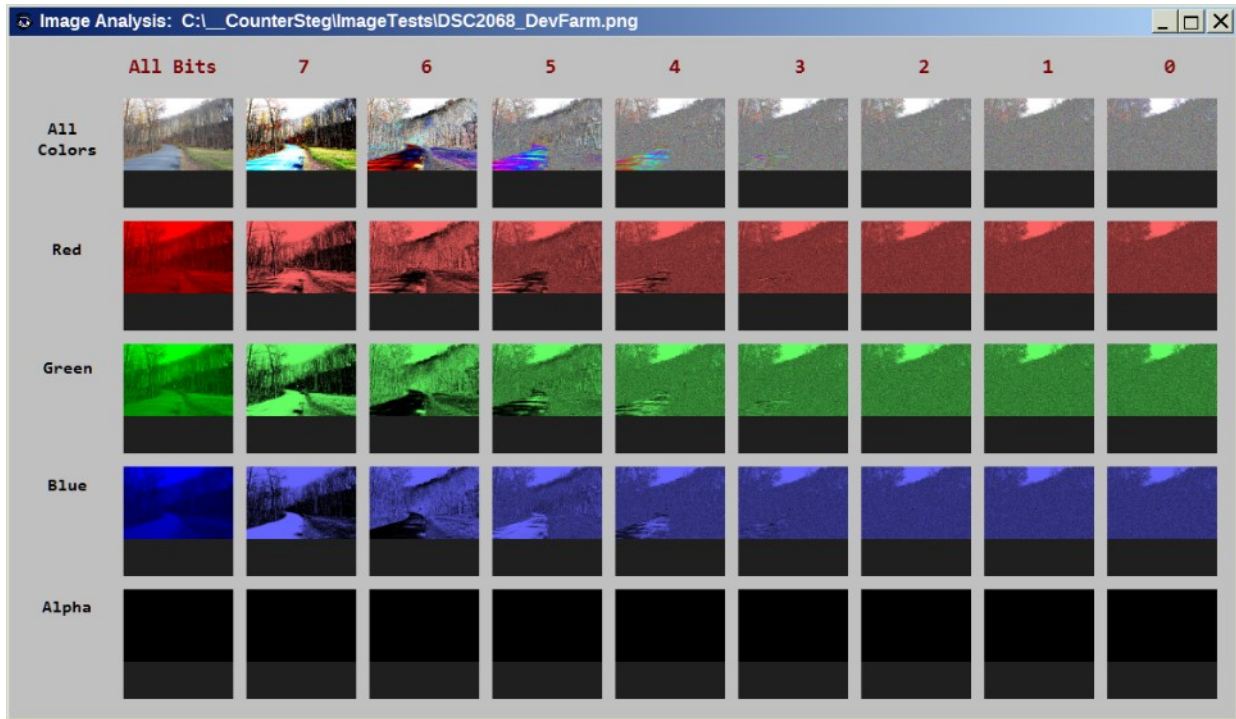 Image Analysis: C:\__CounterSteg\ImageTests\DSC2068_DevFarm.png
All Bits 7 6 5 4 3 2 1 0
All
Colors
Red
Green
Blue
Alpha